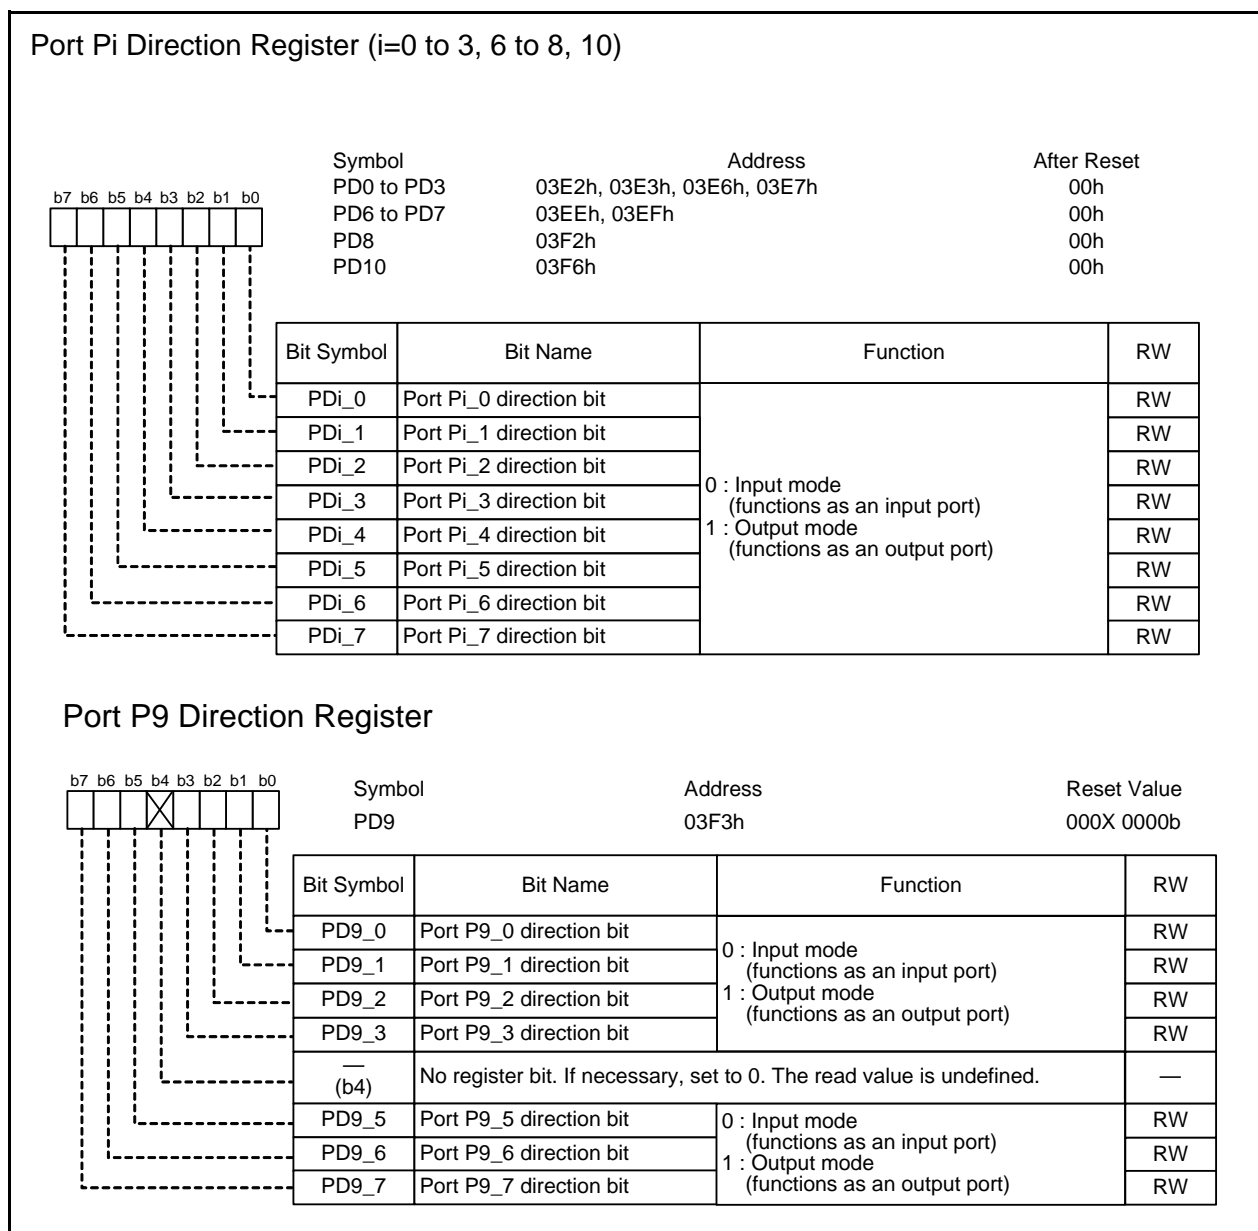 Port Pi Direction Register (i=0 to 3, 6 to 8, 10)
Symbol Address After Reset
PD0 to PD3 03E2h, 03E3h, 03E6h, 03E7h 00h
PD6 to PD7 03EEh, 03EFh 00h
PD8 03F2h 00h
PD10 03F6h 00h
b7 b6 b5 b4 b3 b2 b1 b0
Bit Symbol Bit Name Function RW
PDi_0 Port Pi_0 direction bit RW
PDi_1 Port Pi_1 direction bit RW
PDi_2 Port Pi_2 direction bit RW
PDi_3 Port Pi_3 direction bit RW
PDi_4 Port Pi_4 direction bit RW
PDi_5 Port Pi_5 direction bit RW
PDi_6 Port Pi_6 direction bit RW
PDi_7 Port Pi_7 direction bit RW
0 : Input mode
(functions as an input port)
1 : Output mode
(functions as an output port)
Port P9 Direction Register
b7 b6 b5 b4 b3 b2 b1 b0
Symbol Address Reset Value
PD9 03F3h 000X 0000b
Bit Symbol Bit Name Function RW
PD9_0 Port P9_0 direction bit RW
PD9_1 Port P9_1 direction bit RW
PD9_2 Port P9_2 direction bit RW
PD9_3 Port P9_3 direction bit RW
0 : Input mode
(functions as an input port)
1 : Output mode
(functions as an output port)
—
(b4) No register bit. If necessary, set to 0. The read value is undefined. —
PD9_5 Port P9_5 direction bit RW
PD9_6 Port P9_6 direction bit RW
PD9_7 Port P9_7 direction bit RW
0 : Input mode
(functions as an input port)
1 : Output mode
(functions as an output port)